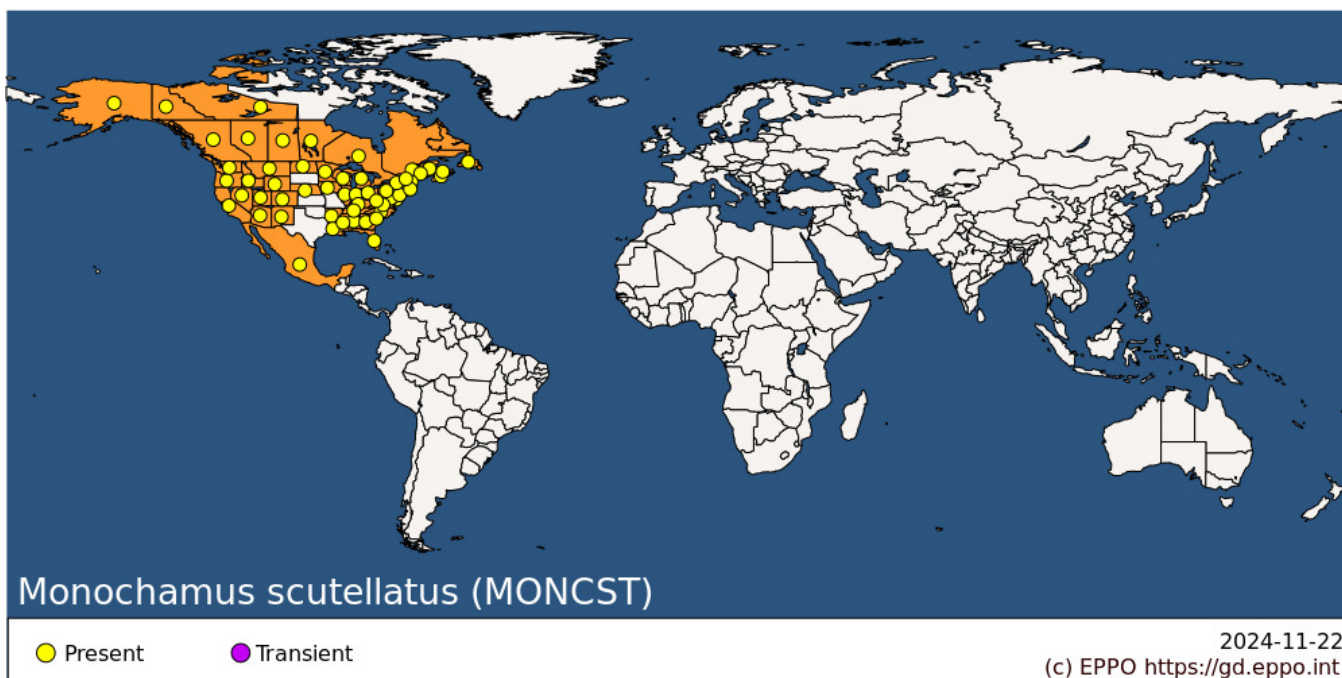 Monochamus scutellatus (MONCST)
Present
Transient
2024-11-22
(c) EPPO https://gd.eppo.int